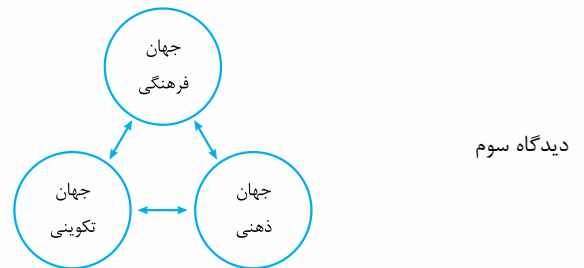 جهان
فرهنگی
دیدگاه سوم
جهان
ذهنی
جهان
تکوینی